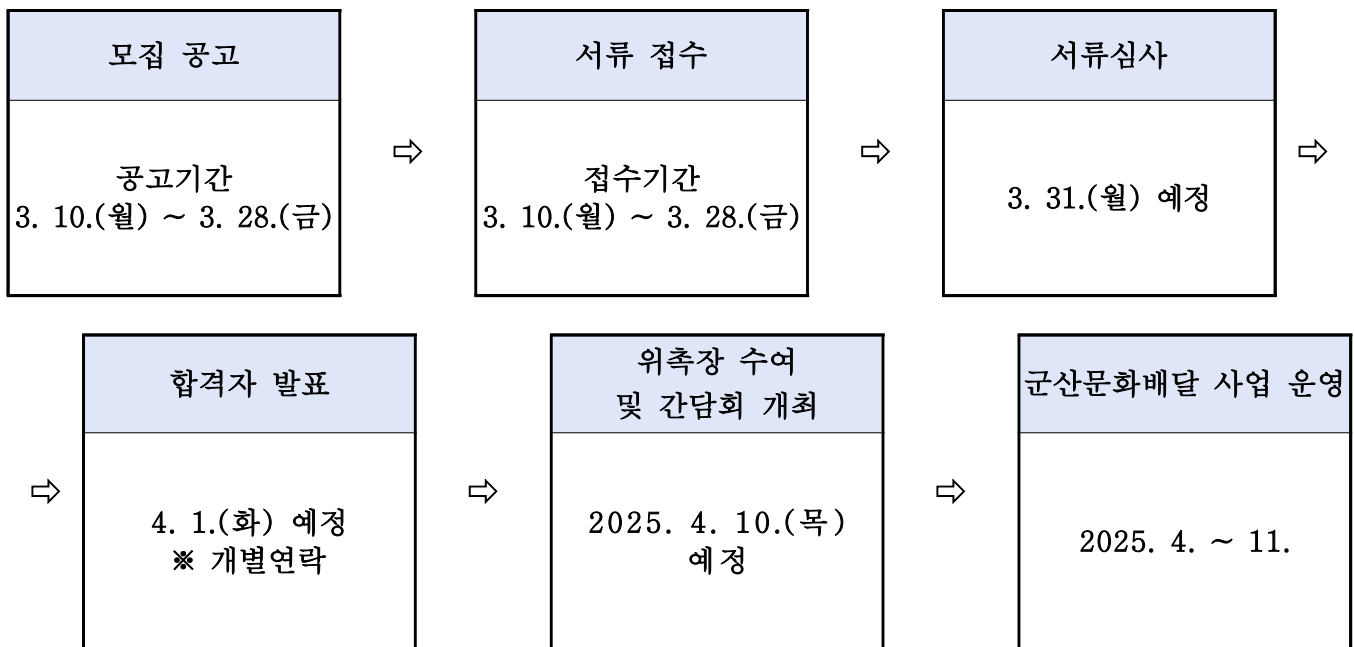 모집 공고
공고기간
3. 10.(월) ~ 3. 28.(금)
⇨
서류 접수
접수기간
3. 10.(월) ~ 3. 28.(금)
⇨
서류심사
3. 31.(월) 예정
⇨
⇨
합격자 발표
4. 1.(화) 예정
※ 개별연락
⇨
위촉장 수여
및 간담회 개최
2025. 4. 10.(목)
예정
⇨
군산문화배달 사업 운영
2025. 4. ~ 11.